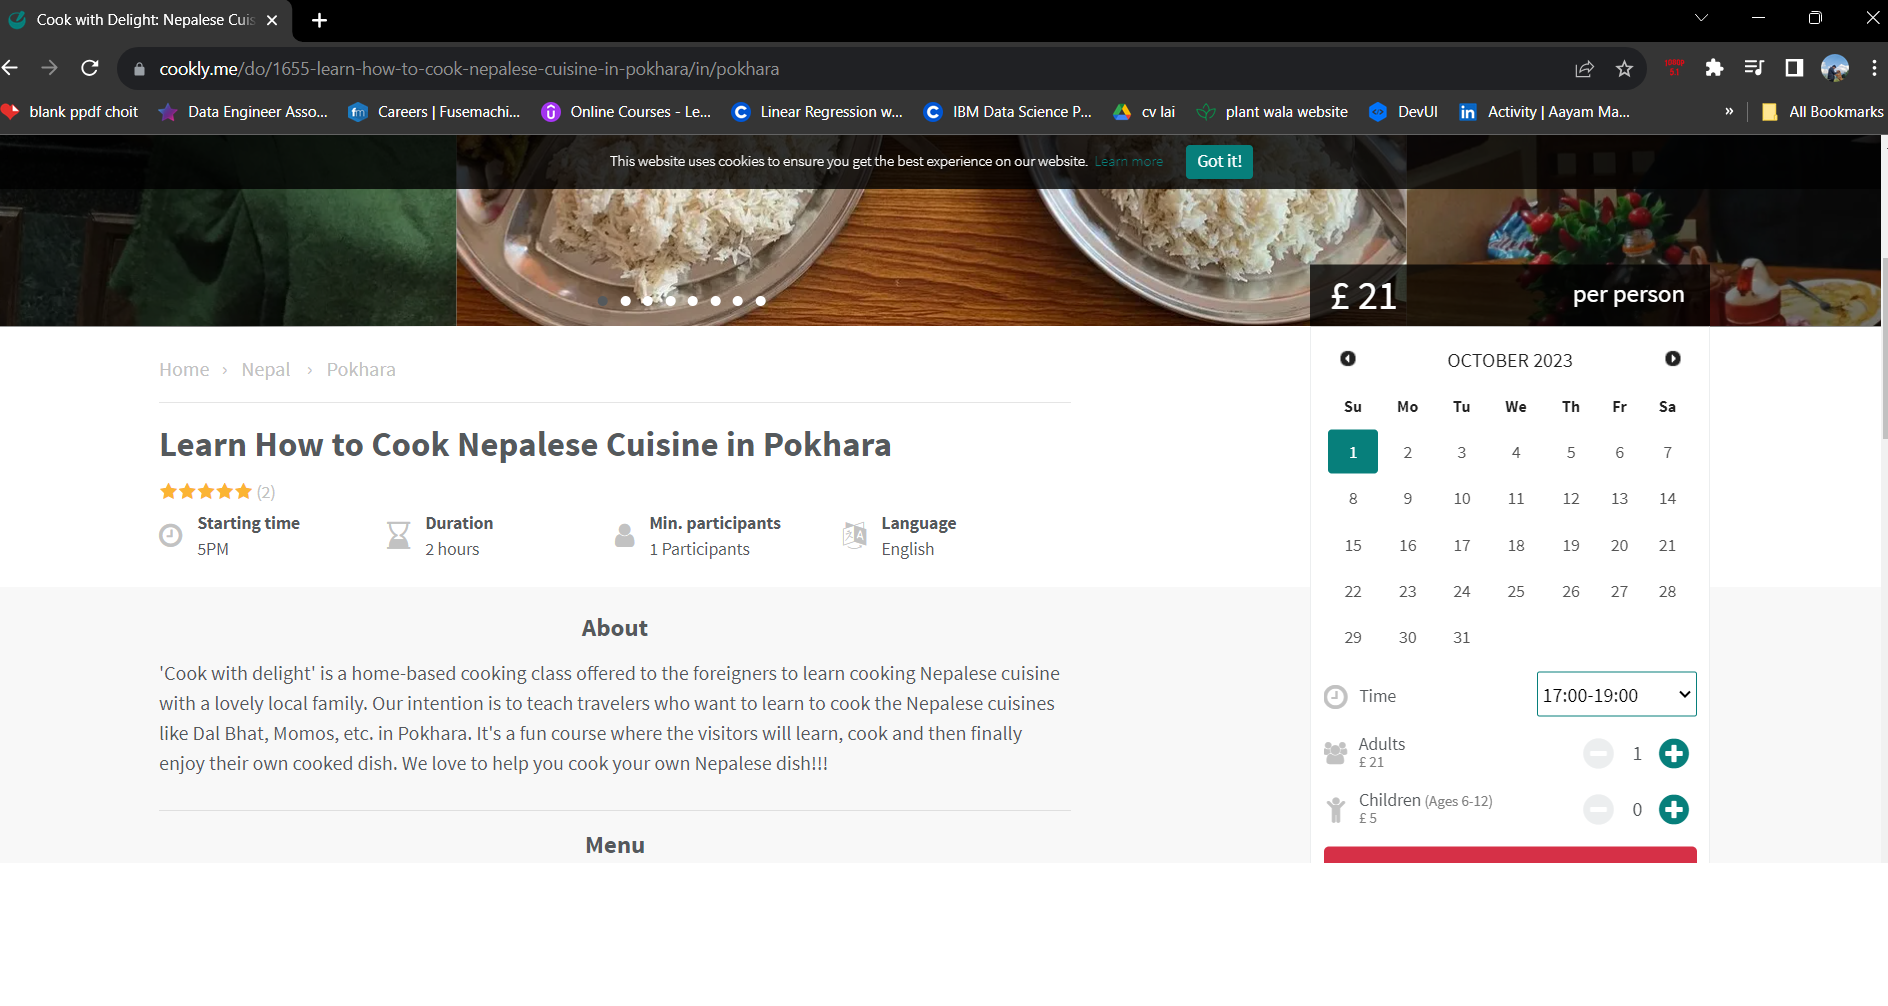 Cook with Delight: Nepalese Cuis
cookly.me/do/1655-learn-how-to-cook-nepalese-cuisine-in-pokhara/in/pokhara
blank ppdf choit Data Engineer Asso... Careers | Fusemachi... Online Courses - Le... Linear Regression w... IBM Data Science P... cv lai plant wala website DevUI Activity | Aayam Ma... » All Bookmarks
This website uses cookies to ensure you get the best experience on our website. Learn more Got it!
£ 21 per person
Home › Nepal › Pokhara
Learn How to Cook Nepalese Cuisine in Pokhara
(2)
Starting time
5PM
Duration
2 hours
Min. participants
1 Participants
Language
English
About
'Cook with delight' is a home-based cooking class offered to the foreigners to learn cooking Nepalese cuisine
with a lovely local family. Our intention is to teach travelers who want to learn to cook the Nepalese cuisines
like Dal Bhat, Momos, etc. in Pokhara. It's a fun course where the visitors will learn, cook and then finally
enjoy their own cooked dish. We love to help you cook your own Nepalese dish!!!
Menu
OCTOBER 2023
Su Mo Tu We Th Fr Sa
1 2 3 4 5 6 7
8 9 10 11 12 13 14
15 16 17 18 19 20 21
22 23 24 25 26 27 28
29 30 31
Time 17:00-19:00
Adults
£ 21
1
Children (Ages 6-12)
£ 5
0